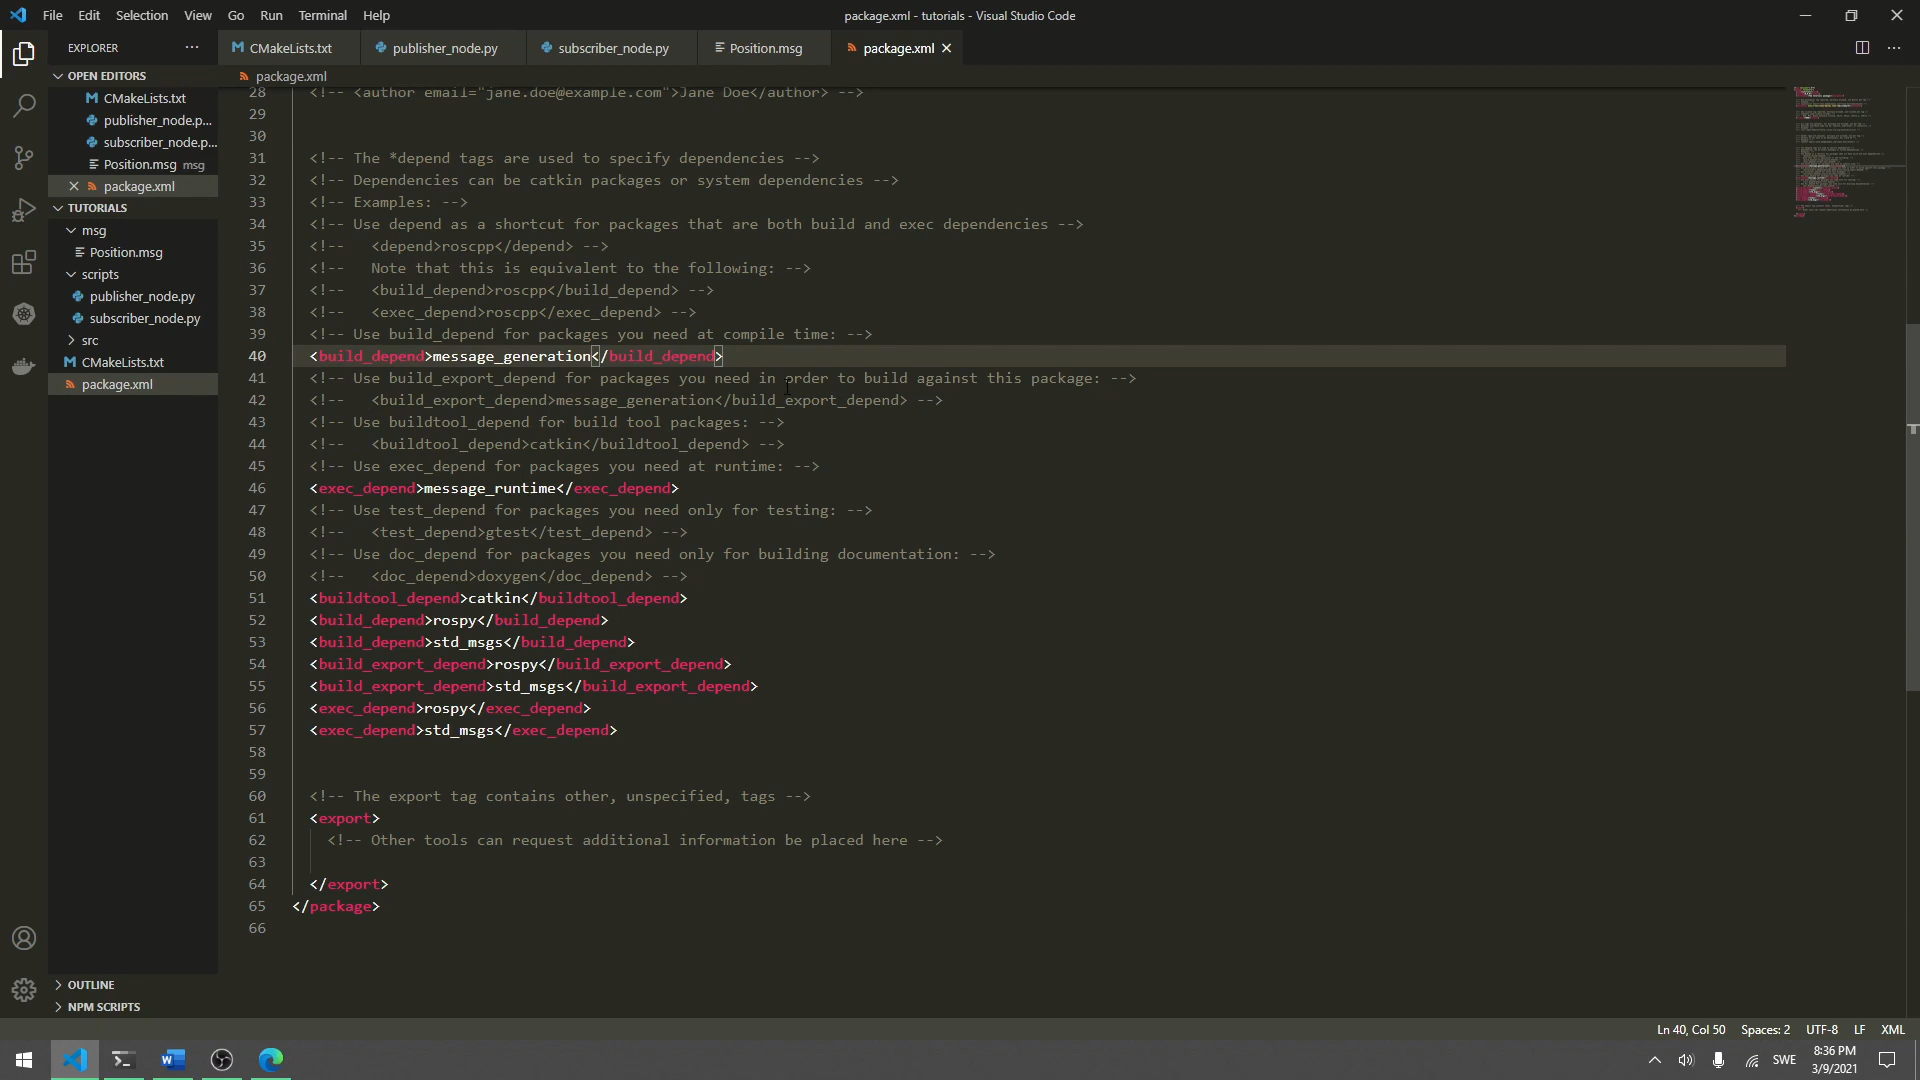 File Edit Selection View Go Run Terminal Help
package.xml - tutorials - Visual Studio Code
EXPLORER
OPEN EDITORS
CMakeLists.txt
publisher_node.p...
subscriber_node.p...
Position.msg msg
package.xml
TUTORIALS
msg
Position.msg
scripts
publisher_node.py
subscriber_node.py
src
CMakeLists.txt
package.xml
OUTLINE
NPM SCRIPTS
CMakeLists.txt publisher_node.py subscriber_node.py Position.msg package.xml
package.xml
28 <!-- <author email="jane.doe@example.com">Jane Doe</author> -->
29
30
31 <!-- The *depend tags are used to specify dependencies -->
32 <!-- Dependencies can be catkin packages or system dependencies -->
33 <!-- Examples: -->
34 <!-- Use depend as a shortcut for packages that are both build and exec dependencies -->
35 <!--   <depend>roscpp</depend> -->
36 <!--   Note that this is equivalent to the following: -->
37 <!--   <build_depend>roscpp</build_depend> -->
38 <!--   <exec_depend>roscpp</exec_depend> -->
39 <!-- Use build_depend for packages you need at compile time: -->
40 <build_depend>message_generation</build_depend>
41 <!-- Use build_export_depend for packages you need in order to build against this package: -->
42 <!--   <build_export_depend>message_generation</build_export_depend> -->
43 <!-- Use buildtool_depend for build tool packages: -->
44 <!--   <buildtool_depend>catkin</buildtool_depend> -->
45 <!-- Use exec_depend for packages you need at runtime: -->
46 <exec_depend>message_runtime</exec_depend>
47 <!-- Use test_depend for packages you need only for testing: -->
48 <!--   <test_depend>gtest</test_depend> -->
49 <!-- Use doc_depend for packages you need only for building documentation: -->
50 <!--   <doc_depend>doxygen</doc_depend> -->
51 <buildtool_depend>catkin</buildtool_depend>
52 <build_depend>rospy</build_depend>
53 <build_depend>std_msgs</build_depend>
54 <build_export_depend>rospy</build_export_depend>
55 <build_export_depend>std_msgs</build_export_depend>
56 <exec_depend>rospy</exec_depend>
57 <exec_depend>std_msgs</exec_depend>
58
59
60 <!-- The export tag contains other, unspecified, tags -->
61 <export>
62 <!-- Other tools can request additional information be placed here -->
63
64 </export>
65 </package>
66
Ln 40, Col 50 Spaces: 2 UTF-8 LF XML
SWE
8:36 PM
3/9/2021